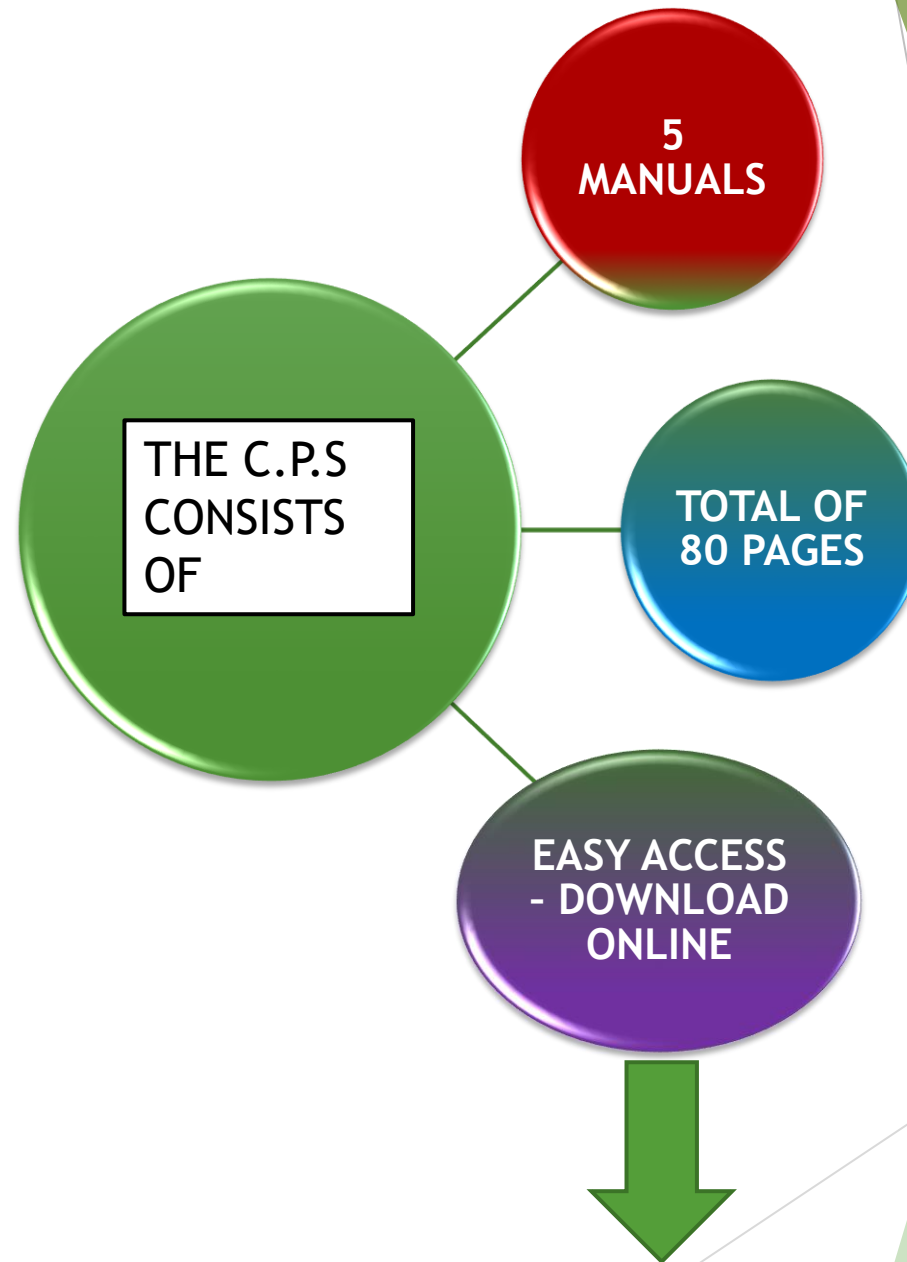 5
MANUALS
THE C.P.S
CONSISTS
OF
TOTAL OF
80 PAGES
EASY ACCESS
- DOWNLOAD
ONLINE